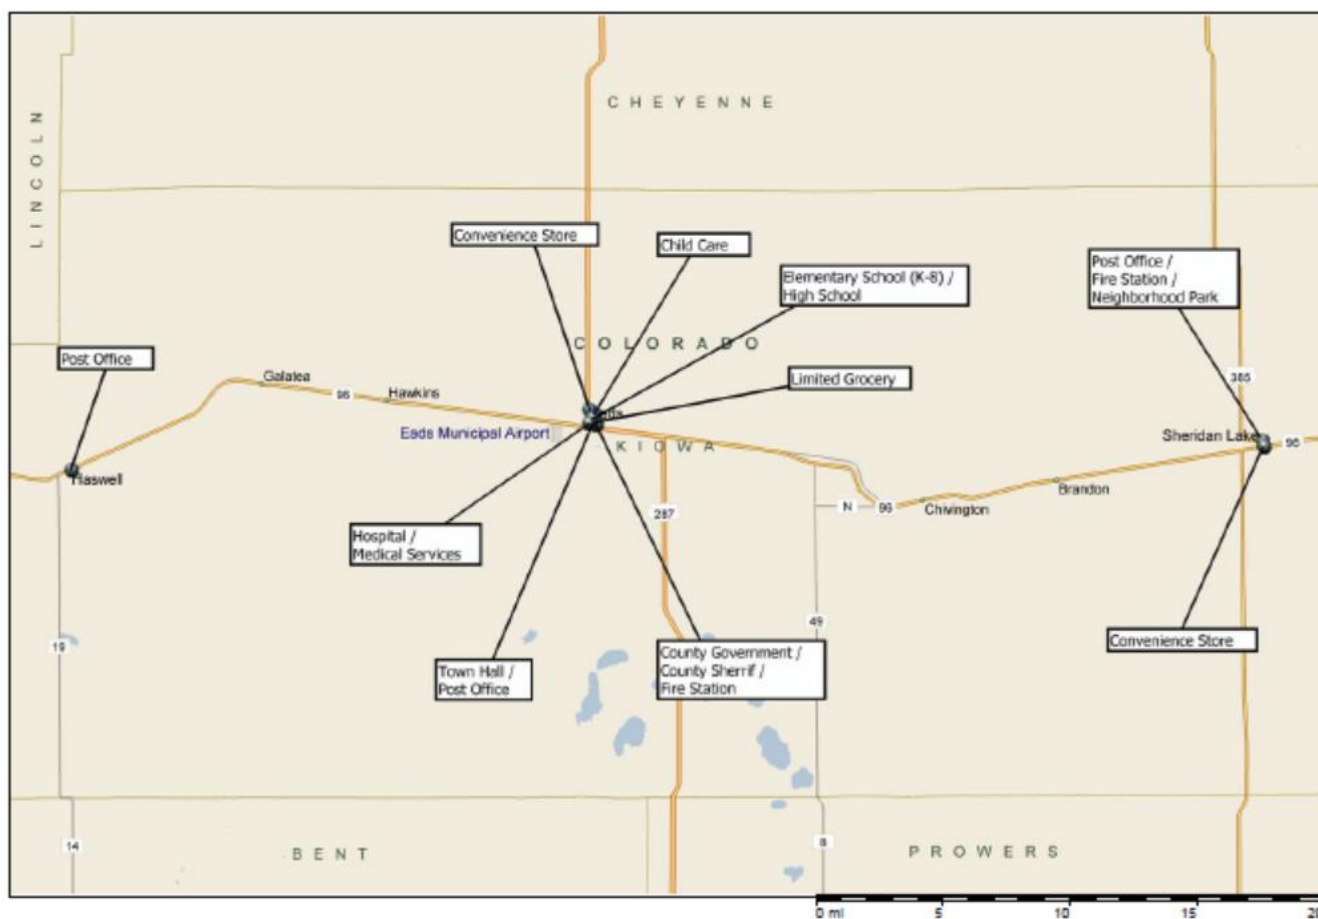 CHEYENNE
LINCOLN
Convenience Store
Child Care
Elementary School (K-8) /
High School
Post Office /
Fire Station /
Neighborhood Park
COLORADO
Post Office
Limited Grocery
385
Galatea
96
Hawkins
Eads Municipal Airport
KIOWA
Sheridan Lake
96
Haswell
Brandon
N
96
Chivington
287
Hospital /
Medical Services
49
19
Convenience Store
Town Hall /
Post Office
County Government /
County Sherrif /
Fire Station
14
BENT
8
PROWERS
0 mi
5
10
15